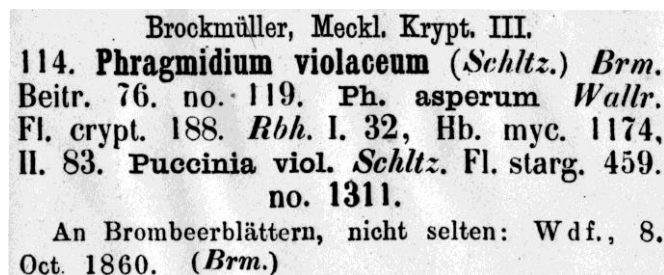 Brockmüller, Meckl. Krypt. III.
114. Phragmidium violaceum (Schltz.) Brm.
Beitr. 76. no. 119. Ph. asperum Wallr.
Fl. crypt. 188. Rbh. I. 32, Hb. myc. 1174,
II. 83. Puccinia viol. Schltz. Fl. starg. 459.
no. 1311.
An Brombeerblättern, nicht selten: Wdf., 8.
Oct. 1860. (Brm.)